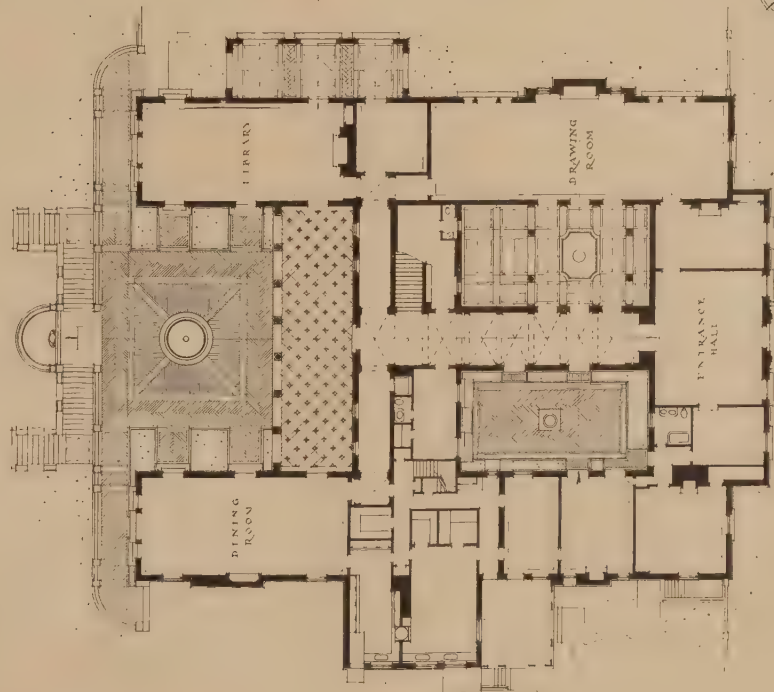 LIBRARY
DRAWING
ROOM
ENTRANCE
HALL
DINING
ROOM